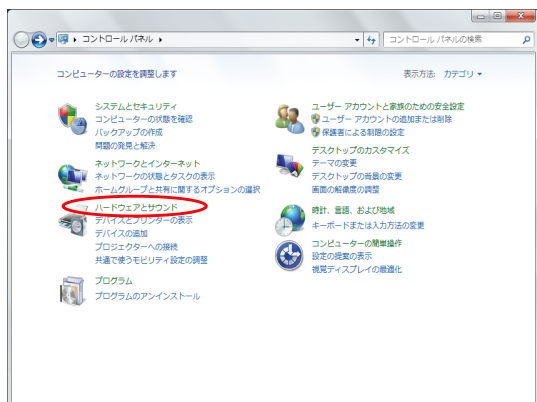 コントロール パネル
コントロール パネルの検索
コンピューターの設定を調整します
表示方法: カテゴリ
システムとセキュリティ
コンピューターの状態を確認
バックアップの作成
問題の発見と解決
ネットワークとインターネット
ネットワークの状態とタスクの表示
ホームグループと共有に関するオプションの選択
ハードウェアとサウンド
デバイスとプリンターの表示
デバイスの追加
プロジェクターへの接続
共通で使うモビリティ設定の調整
プログラム
プログラムのアンインストール
ユーザー アカウントと家族のための安全設定
ユーザー アカウントの追加または削除
保護者による制限の設定
デスクトップのカスタマイズ
テーマの変更
デスクトップの背景の変更
画面の解像度の調整
時計、言語、および地域
キーボードまたは入力方法の変更
コンピューターの簡単操作
設定の提案の表示
視覚ディスプレイの最適化